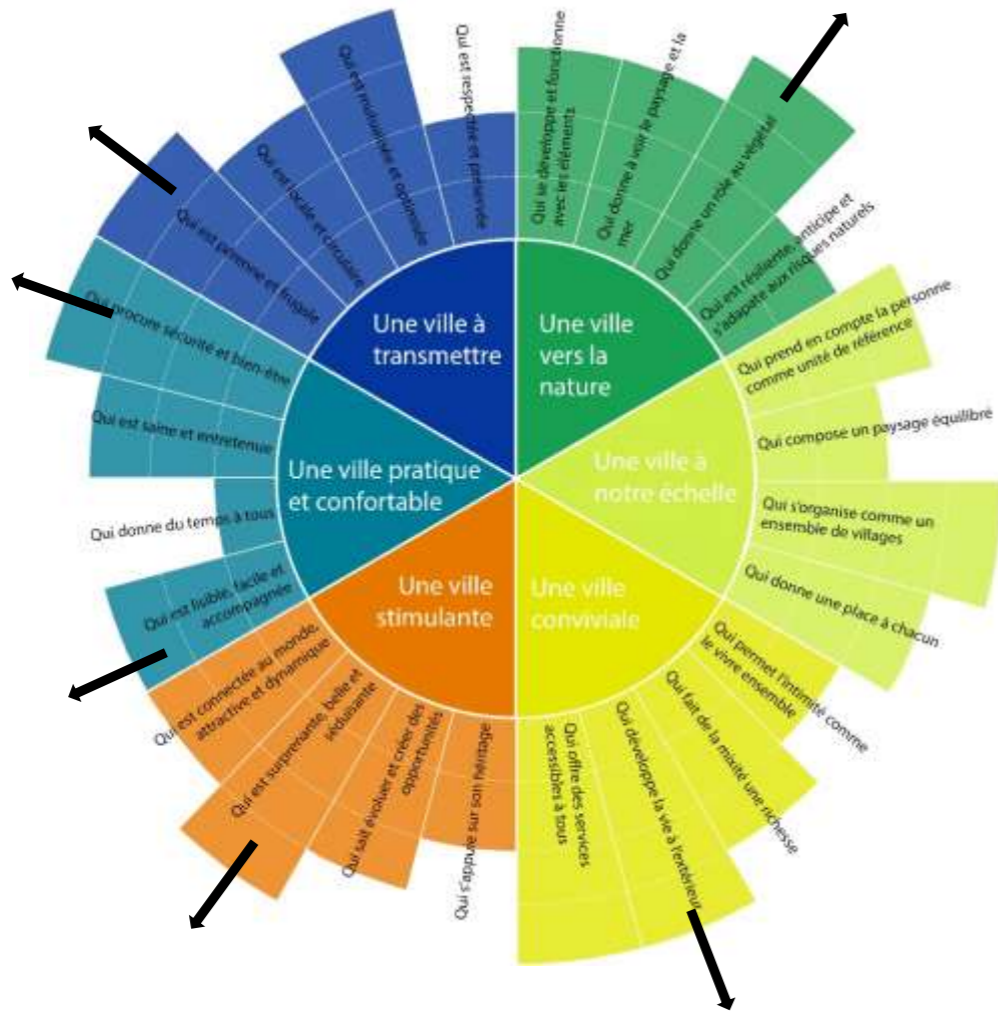 Une ville à
transmettre
Une ville
vers la
nature
Une ville à
notre échelle
Une ville
conviviale
Une ville
stimulante
Une ville pratique
et confortable
Qui se développe et fonctionne
avec les éléments
Qui donne à voir le paysage et la
mer
Qui donne un rôle au végétal
Qui est résiliente, anticipe et
s'adapate aux risques naturels
Qui prend en compte la personne
comme unité de référence
Qui compose un paysage équilibré
Qui s'organise comme un
ensemble de villages
Qui donne une place à chacun
Qui permet l'intimité comme
le vivre ensemble
Qui fait de la mixité une richesse
Qui développe la vie à l'extérieur
Qui offre des services
accessibles à tous
Qui s'appuie sur son héritage
Qui sait évoluer et créer des
opportunités
Qui est surprenante, belle et
séduisante
Qui est connectée au monde,
attractive et dynamique
Qui est lisible, facile et
accompagnée
Qui donne du temps à tous
Qui est saine et entretenue
Qui procure sécurité et bien-être
Qui est pérenne et frugale
Qui est locale et circulaire
Qui est mutualisée et optimisée
Qui est respectée et préservée